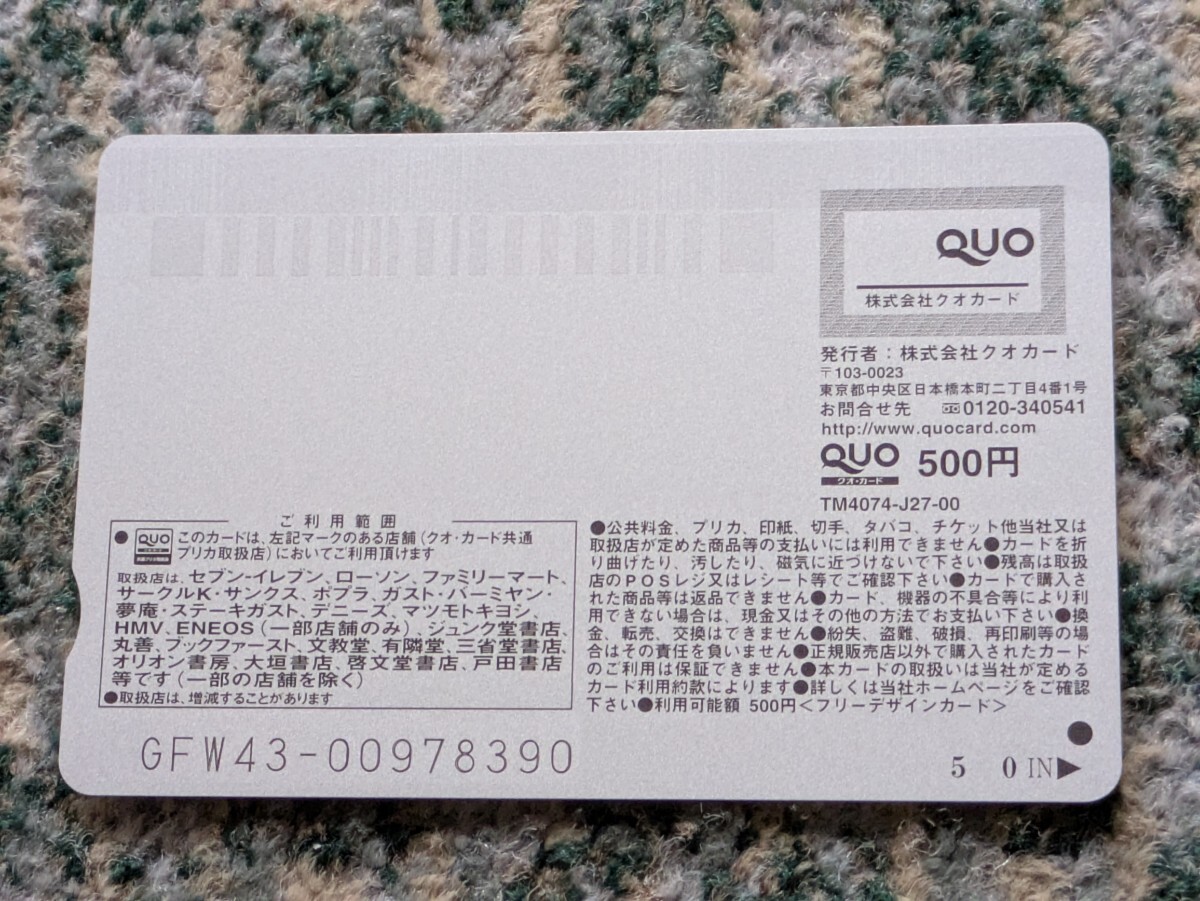 QUO
株式会社クオカード
発行者：株式会社クオカード
〒103-0023
東京都中央区日本橋本町二丁目4番1号
お問合せ先 0120-340541
http://www.quocard.com
QUO 500円
クオ・カード
TM4074-J27-00
ご利用範囲
●QUO このカードは、左記マークのある店舗(クオ・カード共通
プリカ取扱店)においてご利用頂けます
取扱店は、セブン-イレブン、ローソン、ファミリーマート、
サークルK・サンクス、ポプラ、ガスト・バーミヤン・
夢庵・ステーキガスト、デニーズ、マツモトキヨシ、
HMV、ENEOS(一部店舗のみ)、ジュンク堂書店、
丸善、ブックファースト、文教堂、有隣堂、三省堂書店、
オリオン書房、大垣書店、啓文堂書店、戸田書店
等です(一部の店舗を除く)
●取扱店は、増減することがあります
●公共料金、プリカ、印紙、切手、タバコ、チケット他当社又は
取扱店が定めた商品等の支払いには利用できません●カードを折
り曲げたり、汚したり、磁気に近づけないで下さい●残高は取扱
店のPOSレジ又はレシート等でご確認下さい●カードで購入さ
れた商品等は返品できません●カード、機器の不具合等により利
用できない場合は、現金又はその他の方法でお支払い下さい●換
金、転売、交換はできません●紛失、盗難、破損、再印刷等の場
合はその責任を負いません●正規販売店以外で購入されたカード
のご利用は保証できません●本カードの取扱いは当社が定める
カード利用約款によります●詳しくは当社ホームページをご確認
下さい●利用可能額 500円<フリーデザインカード>
GFW43-00978390
5 0 IN▶